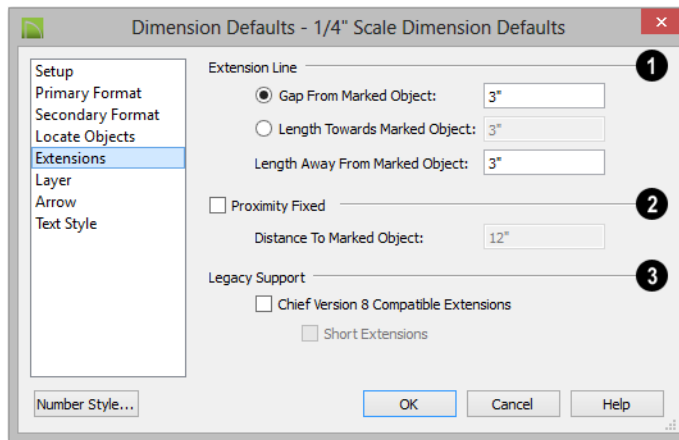 Dimension Defaults - 1/4" Scale Dimension Defaults
×
Setup
Primary Format
Secondary Format
Locate Objects
Extensions
Layer
Arrow
Text Style
Extension Line
1
Gap From Marked Object: 3"
Length Towards Marked Object: 3"
Length Away From Marked Object: 3"
Proximity Fixed
2
Distance To Marked Object: 12"
Legacy Support
3
Chief Version 8 Compatible Extensions
Short Extensions
Number Style...
OK
Cancel
Help